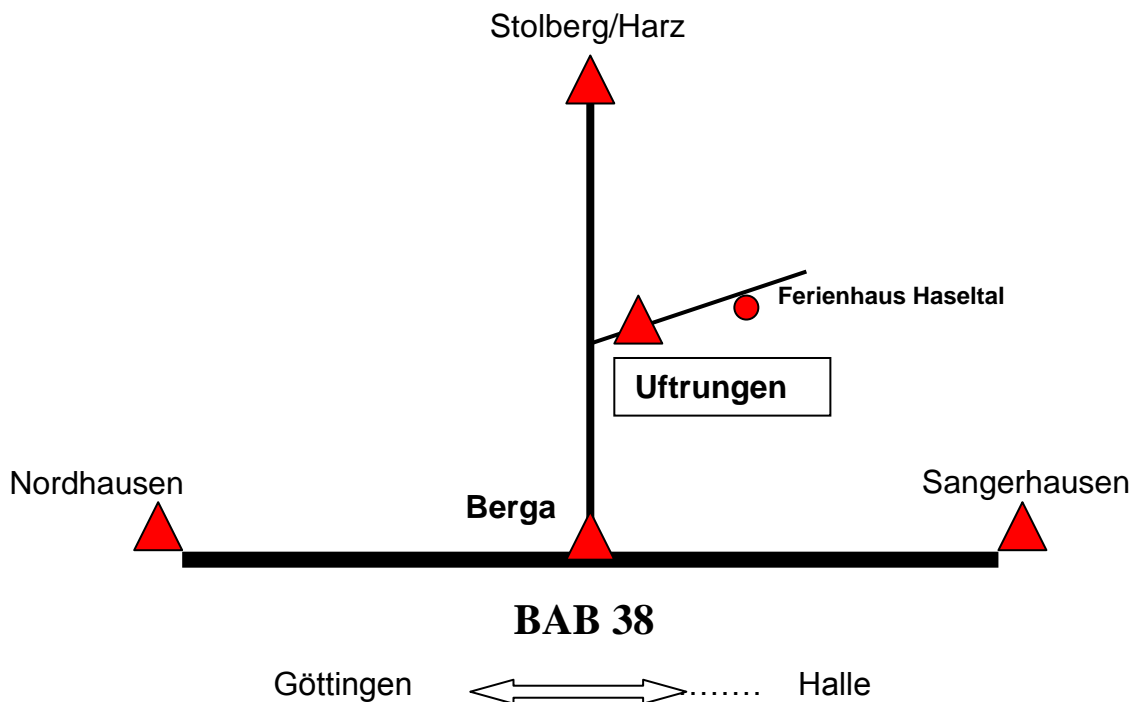 Stolberg/Harz
Ferienhaus Haseltal
Uftrungen
Nordhausen
Sangerhausen
Berga
BAB 38
Göttingen ....... Halle